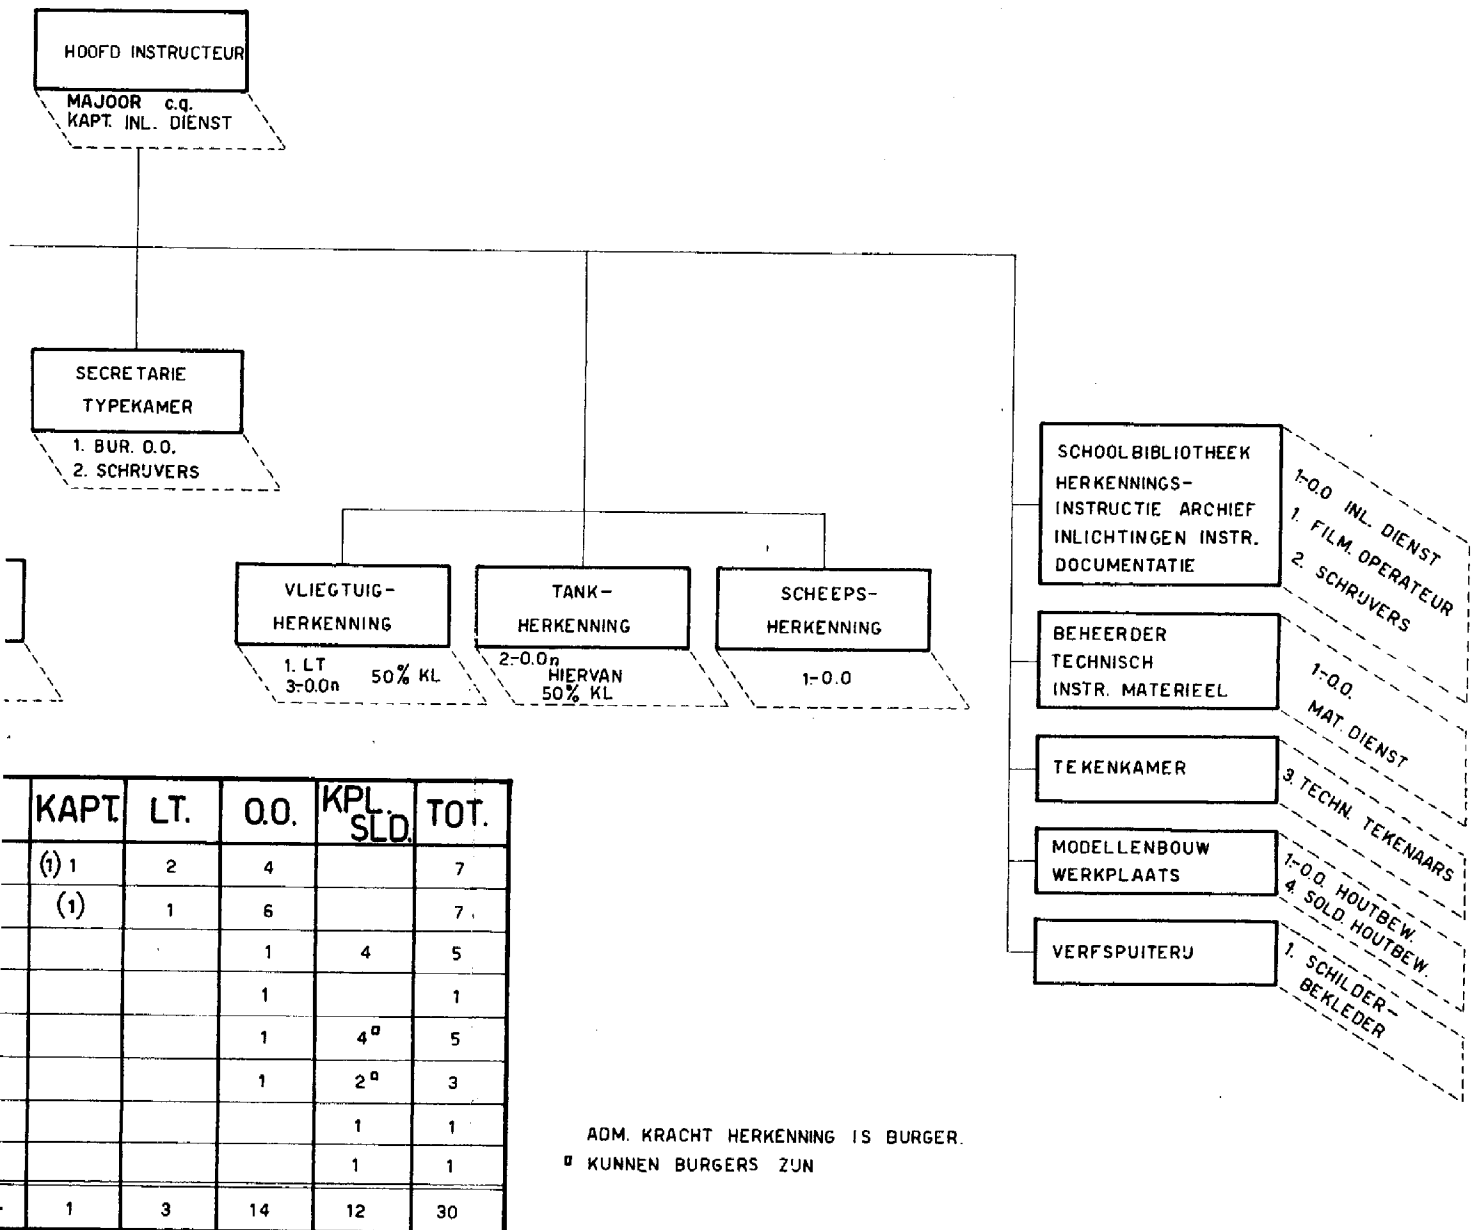 HOOFD INSTRUCTEUR
MAJOOR c.q.
KAPT. INL. DIENST
SECRETARIE
TYPEKAMER
1. BUR. O.O.
2. SCHRIJVERS
VLIEGTUIG-
HERKENNING
1. LT
3-O.On
50% KL
TANK-
HERKENNING
2-O.On
HIERVAN
50% KL
SCHEEPS-
HERKENNING
1-O.O
SCHOOLBIBLIOTHEEK
HERKENNINGS-
INSTRUCTIE ARCHIEF
INLICHTINGEN INSTR.
DOCUMENTATIE
1-O.O INL. DIENST
1. FILM. OPERATEUR
2. SCHRIJVERS
BEHEERDER
TECHNISCH
INSTR. MATERIEEL
1-O.O.
MAT. DIENST
TEKENKAMER
3. TECHN. TEKENAARS
MODELLENBOUW
WERKPLAATS
1-O.O. HOUTBEW.
4. SOLD. HOUTBEW.
VERFSPUITERIJ
1. SCHILDER-
BEKLEDER
KAPT. LT. O.O. KPL. SLD. TOT.
(1) 1 2 4 7
(1) 1 6 7
1 4 5
1 1
1 4¤ 5
1 2¤ 3
1 1
1 1
1 3 14 12 30
ADM. KRACHT HERKENNING IS BURGER.
¤ KUNNEN BURGERS ZIJN